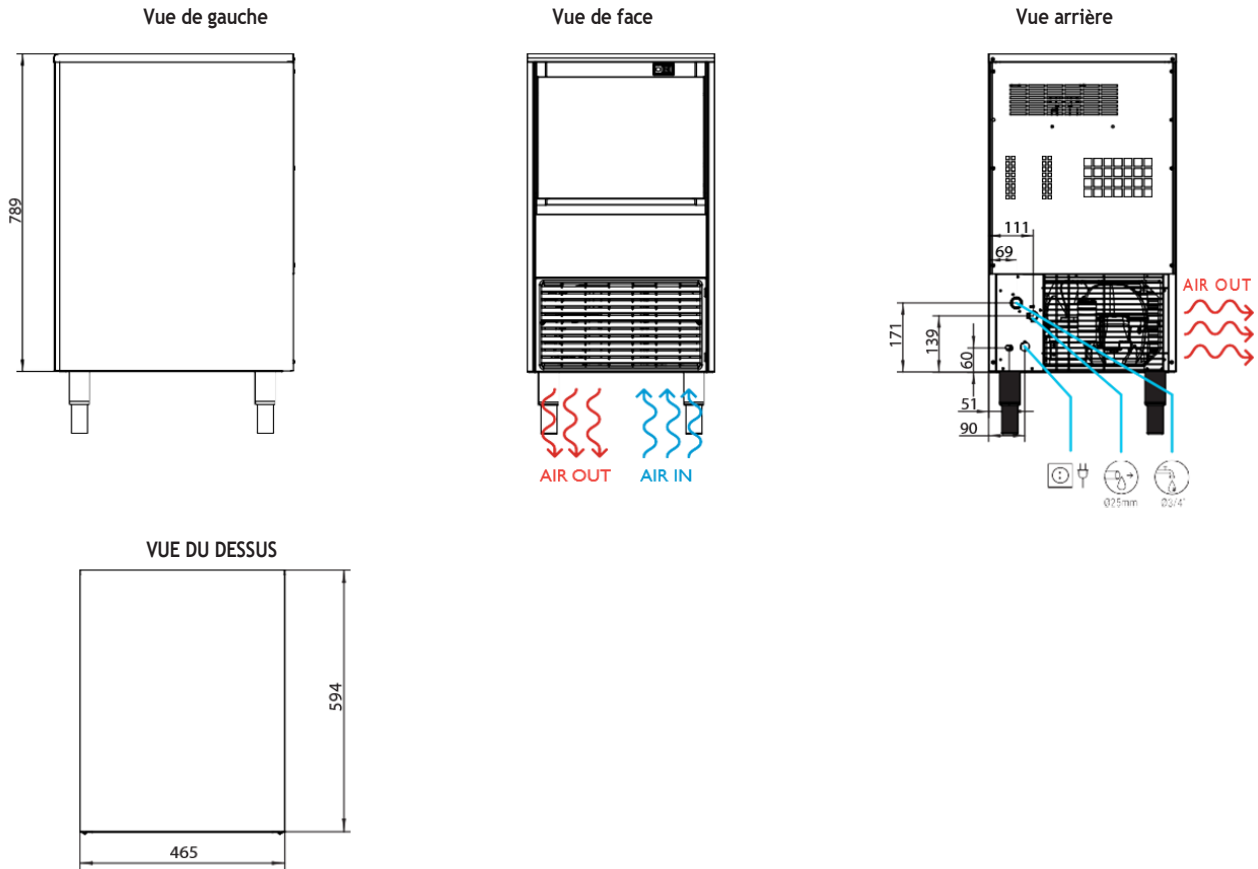 Vue de gauche
Vue de face
Vue arrière
789
111
69
AIR OUT
171
139
60
51
90
AIR OUT
AIR IN
Ø25mm
Ø3/4"
VUE DU DESSUS
594
465